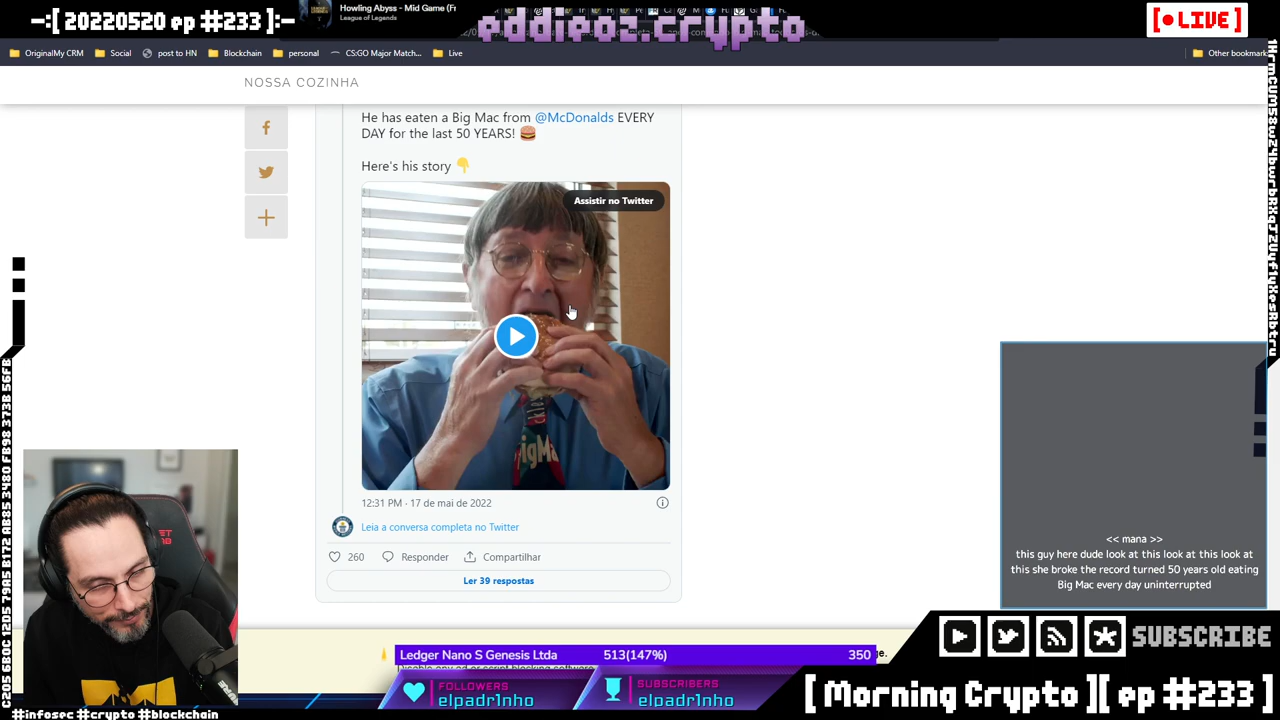 -:[ 20220520 ep #233 ]:-
Howling Abyss - Mid Game (Fr
League of Legends
eddieoz.crypto
[ LIVE ]
OriginalMy CRM
Social
post to HN
Blockchain
personal
CS:GO Major Match...
Live
Other bookmark
NOSSA COZINHA
He has eaten a Big Mac from @McDonalds EVERY
DAY for the last 50 YEARS! 🍔
Here's his story 👇
Assistir no Twitter
12:31 PM · 17 de mai de 2022
Leia a conversa completa no Twitter
260
Responder
Compartilhar
Ler 39 respostas
<< mana >>
this guy here dude look at this look at this look at
this she broke the record turned 50 years old eating
Big Mac every day uninterrupted
Ledger Nano S Genesis Ltda
513(147%)
350
FOLLOWERS
elpadr1nho
SUBSCRIBERS
elpadr1nho
SUBSCRIBE
[ Morning Crypto ][ ep #233 ]
#infosec #crypto #blockchain